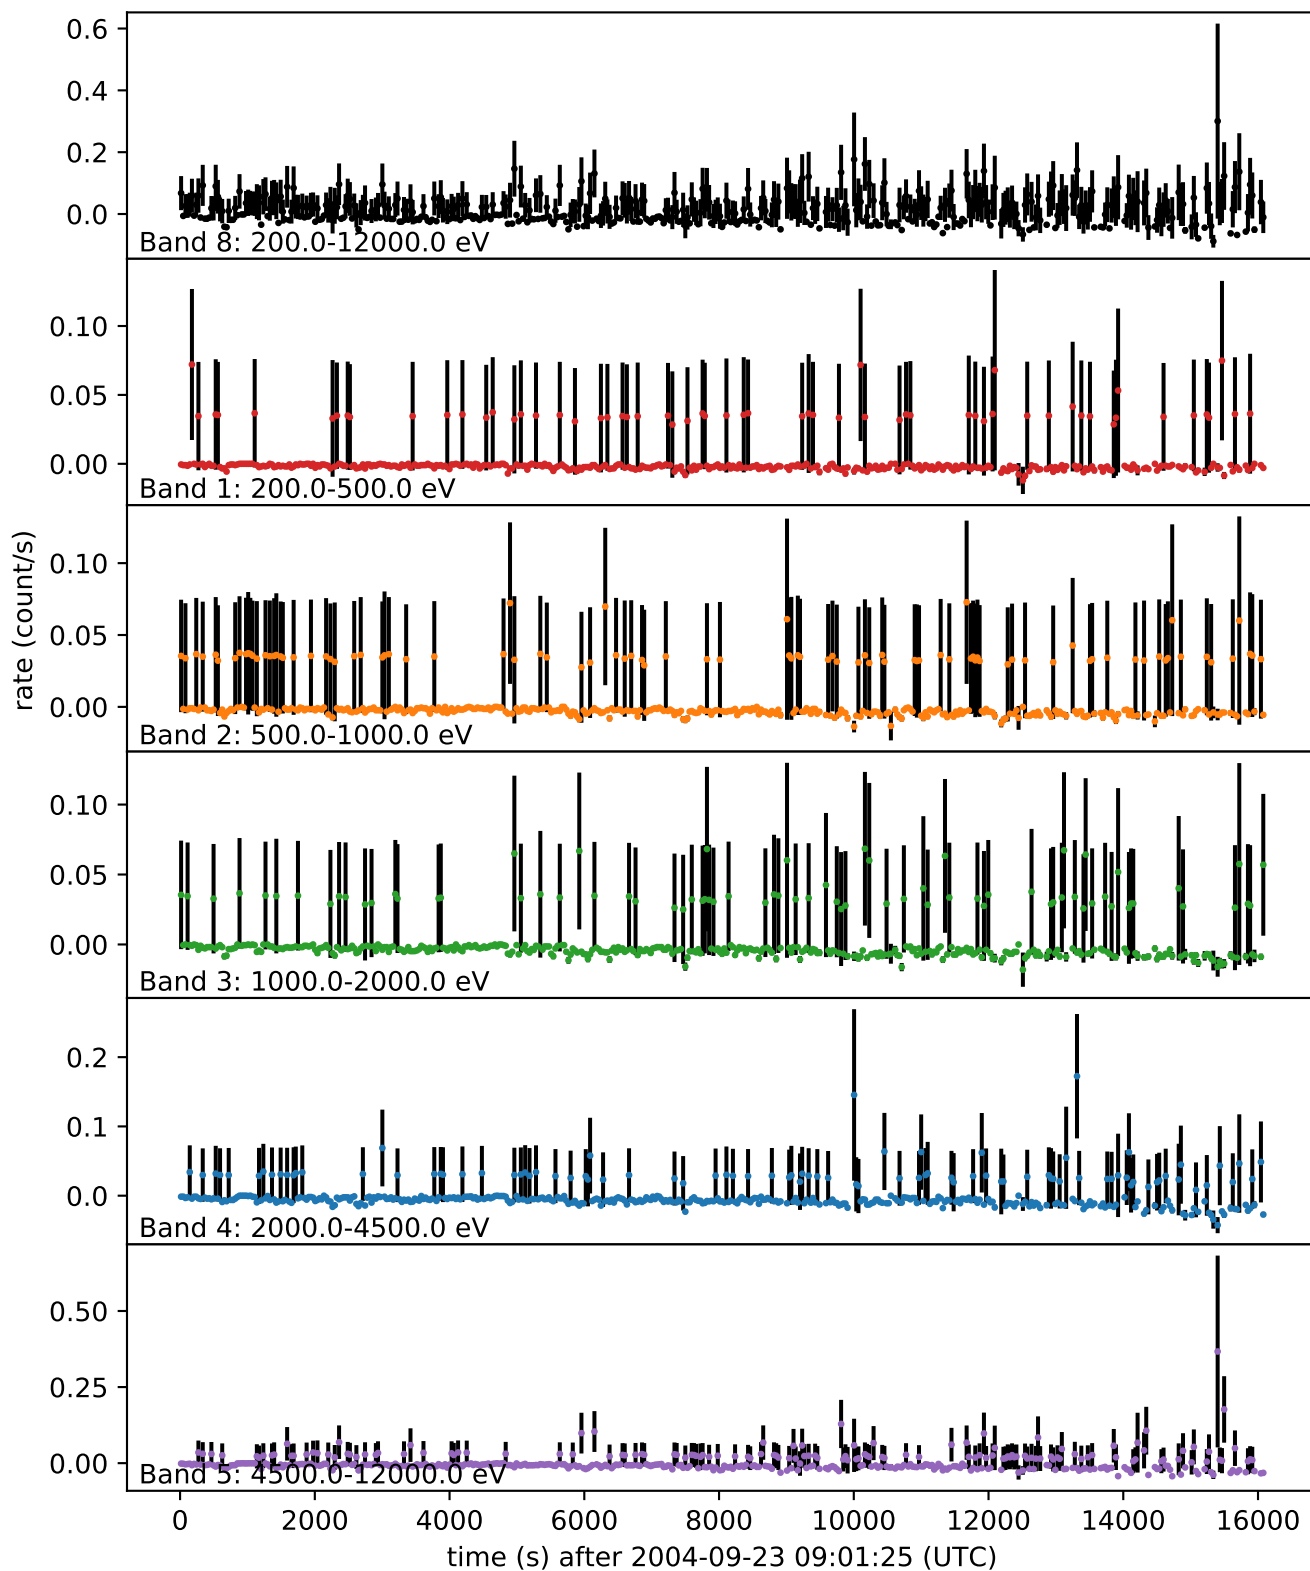 0.6
0.4
0.2
0.0
Band 8: 200.0-12000.0 eV
0.10
0.05
0.00
Band 1: 200.0-500.0 eV
rate (count/s)
0.10
0.05
0.00
Band 2: 500.0-1000.0 eV
0.10
0.05
0.00
Band 3: 1000.0-2000.0 eV
0.2
0.1
0.0
Band 4: 2000.0-4500.0 eV
0.50
0.25
0.00
Band 5: 4500.0-12000.0 eV
0 2000 4000 6000 8000 10000 12000 14000 16000
time (s) after 2004-09-23 09:01:25 (UTC)